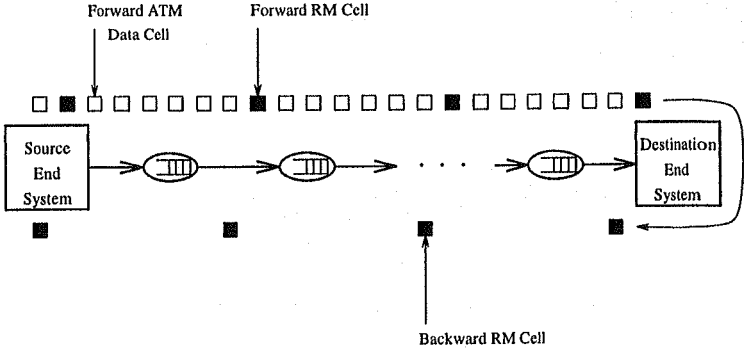 Forward ATM
Data Cell
Forward RM Cell
Source
End
System
Destination
End
System
Backward RM Cell